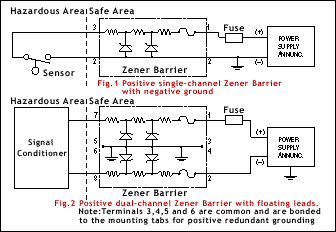 Hazardous Area Safe Area
Fuse
3
1
(+)
(−)
POWER
SUPPLY
ANNUNC.
Sensor
Zener Barrier
Fig.1 Positive single-channel Zener Barrier
with negative ground
Hazardous Area Safe Area
Fuse
7
1
(+)
Signal
Conditioner
5
3
6
4
POWER
SUPPLY
ANNUNC.
(−)
8
2
Zener Barrier
Fig.2 Positive dual-channel Zener Barrier with floating leads.
Note:Terminals 3,4,5 and 6 are common and are bonded
to the mounting tabs for positive redundant grounding